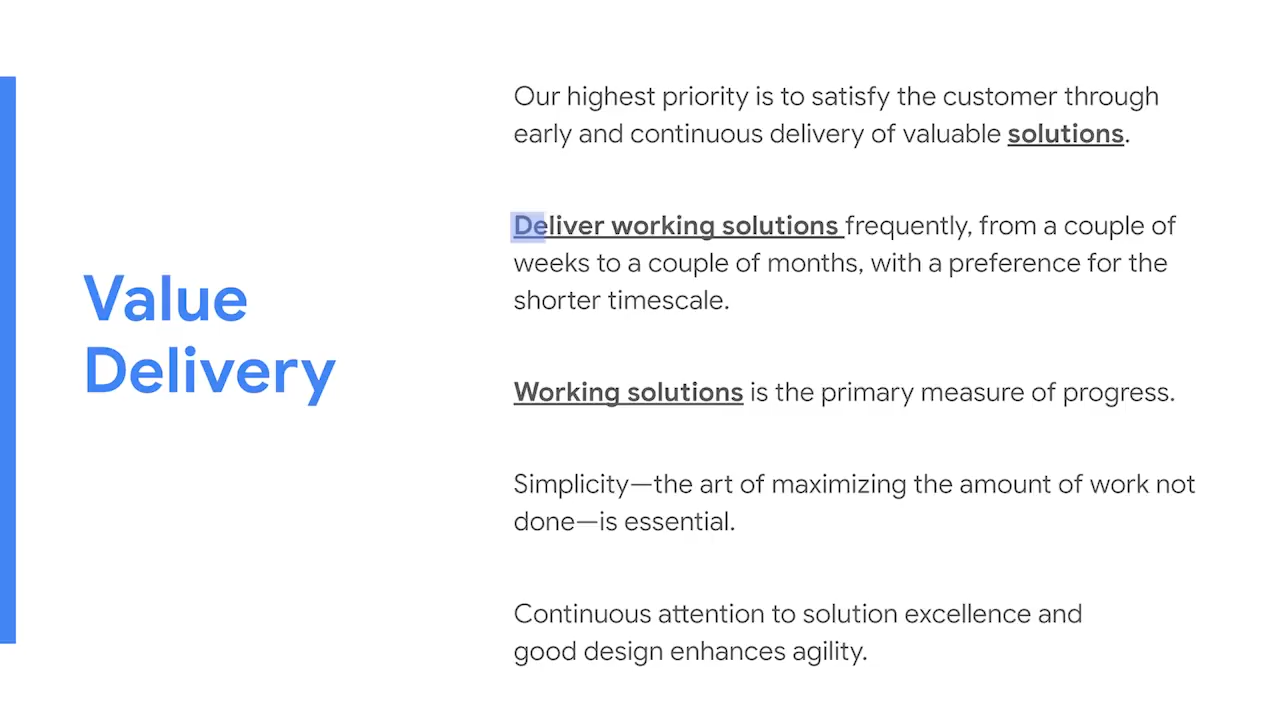 Value
Delivery
Our highest priority is to satisfy the customer through
early and continuous delivery of valuable solutions.
Deliver working solutions frequently, from a couple of
weeks to a couple of months, with a preference for the
shorter timescale.
Working solutions is the primary measure of progress.
Simplicity—the art of maximizing the amount of work not
done—is essential.
Continuous attention to solution excellence and
good design enhances agility.